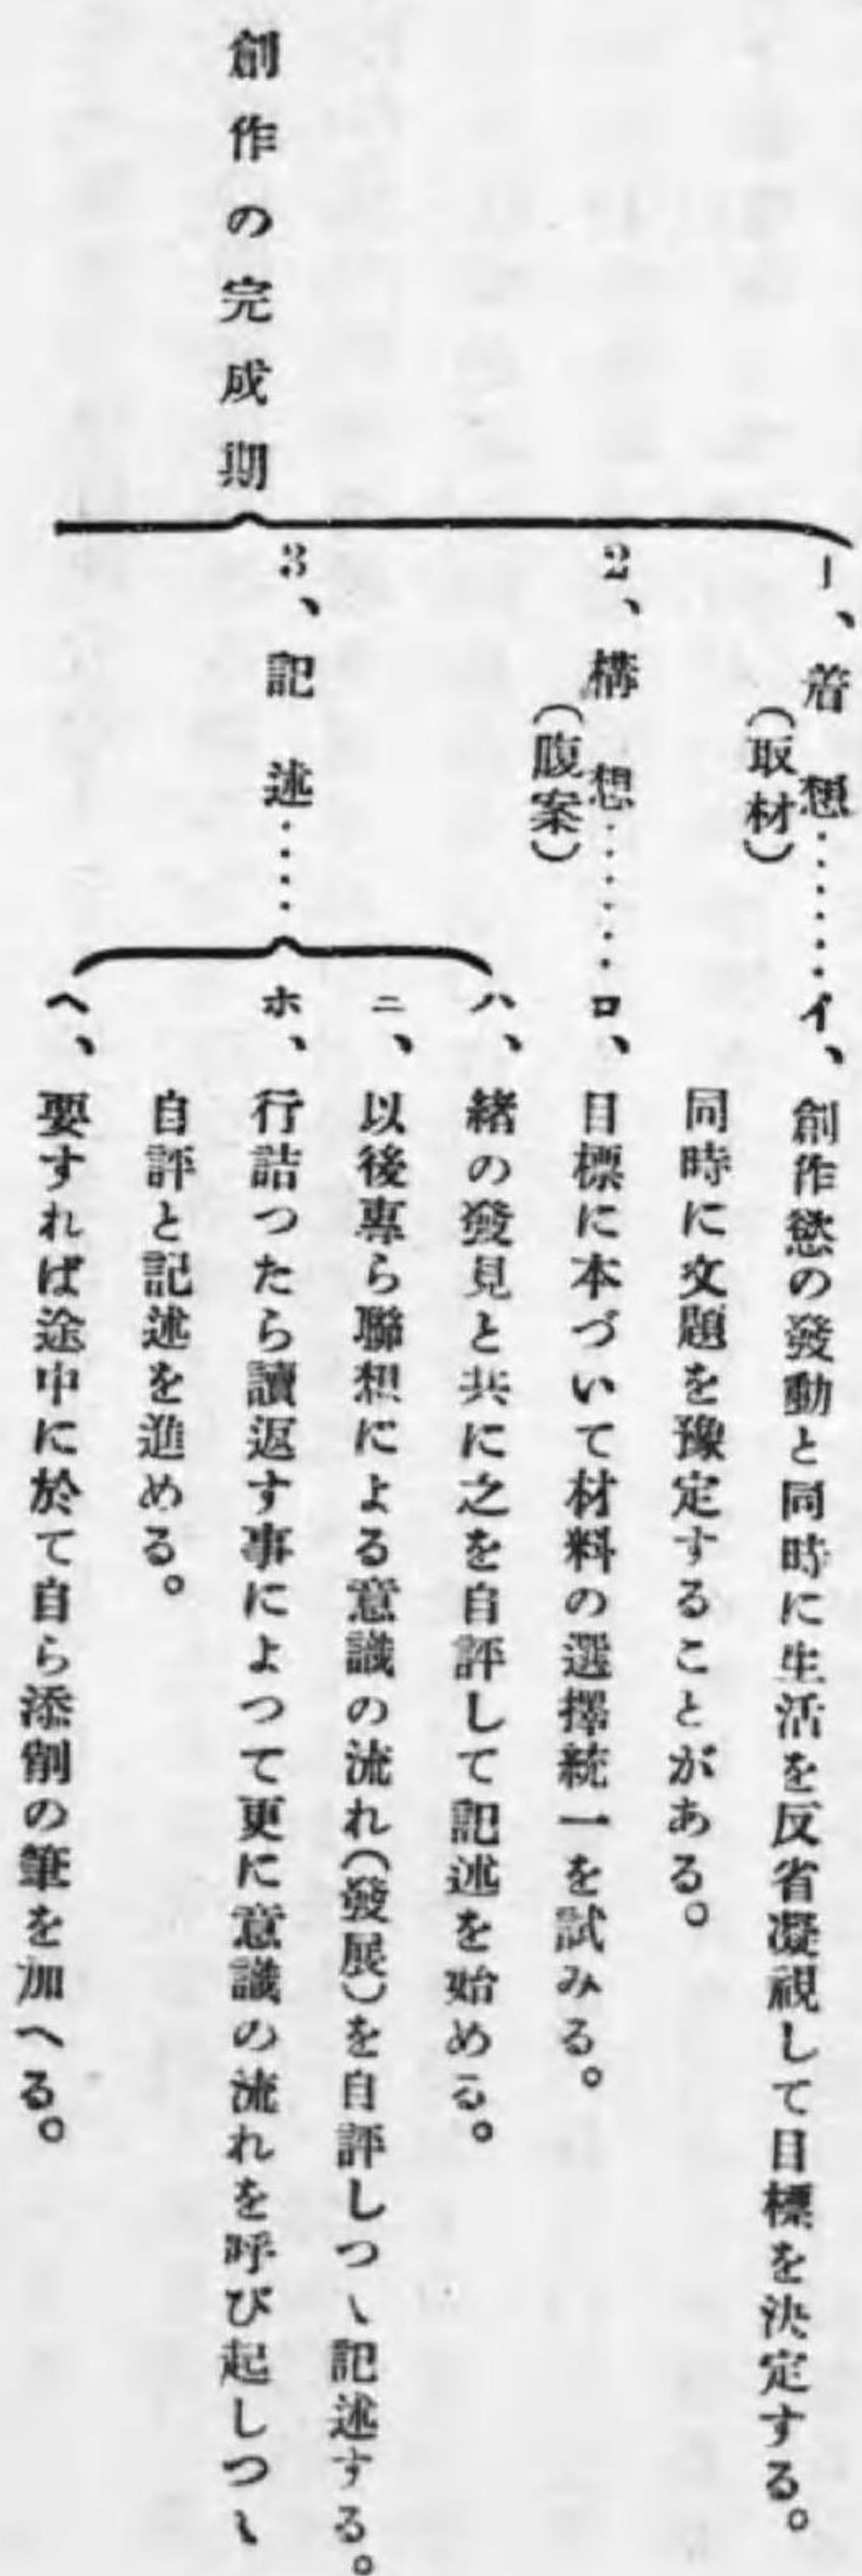 創作の完成期
1、着想……イ、創作慾の發動と同時に生活を反省凝視して目標を決定する。
(取材)
同時に文題を豫定することがある。
2、構想……ロ、目標に本づいて材料の選擇統一を試みる。
(腹案)
3、記述……
ハ、緒の發見と共に之を自評して記述を始める。
ニ、以後專ら聯想による意識の流れ(發展)を自評しつゝ記述する。
ホ、行詰つたら讀返す事によつて更に意識の流れを呼び起しつゝ
自評と記述を進める。
ヘ、要すれば途中に於て自ら添削の筆を加へる。